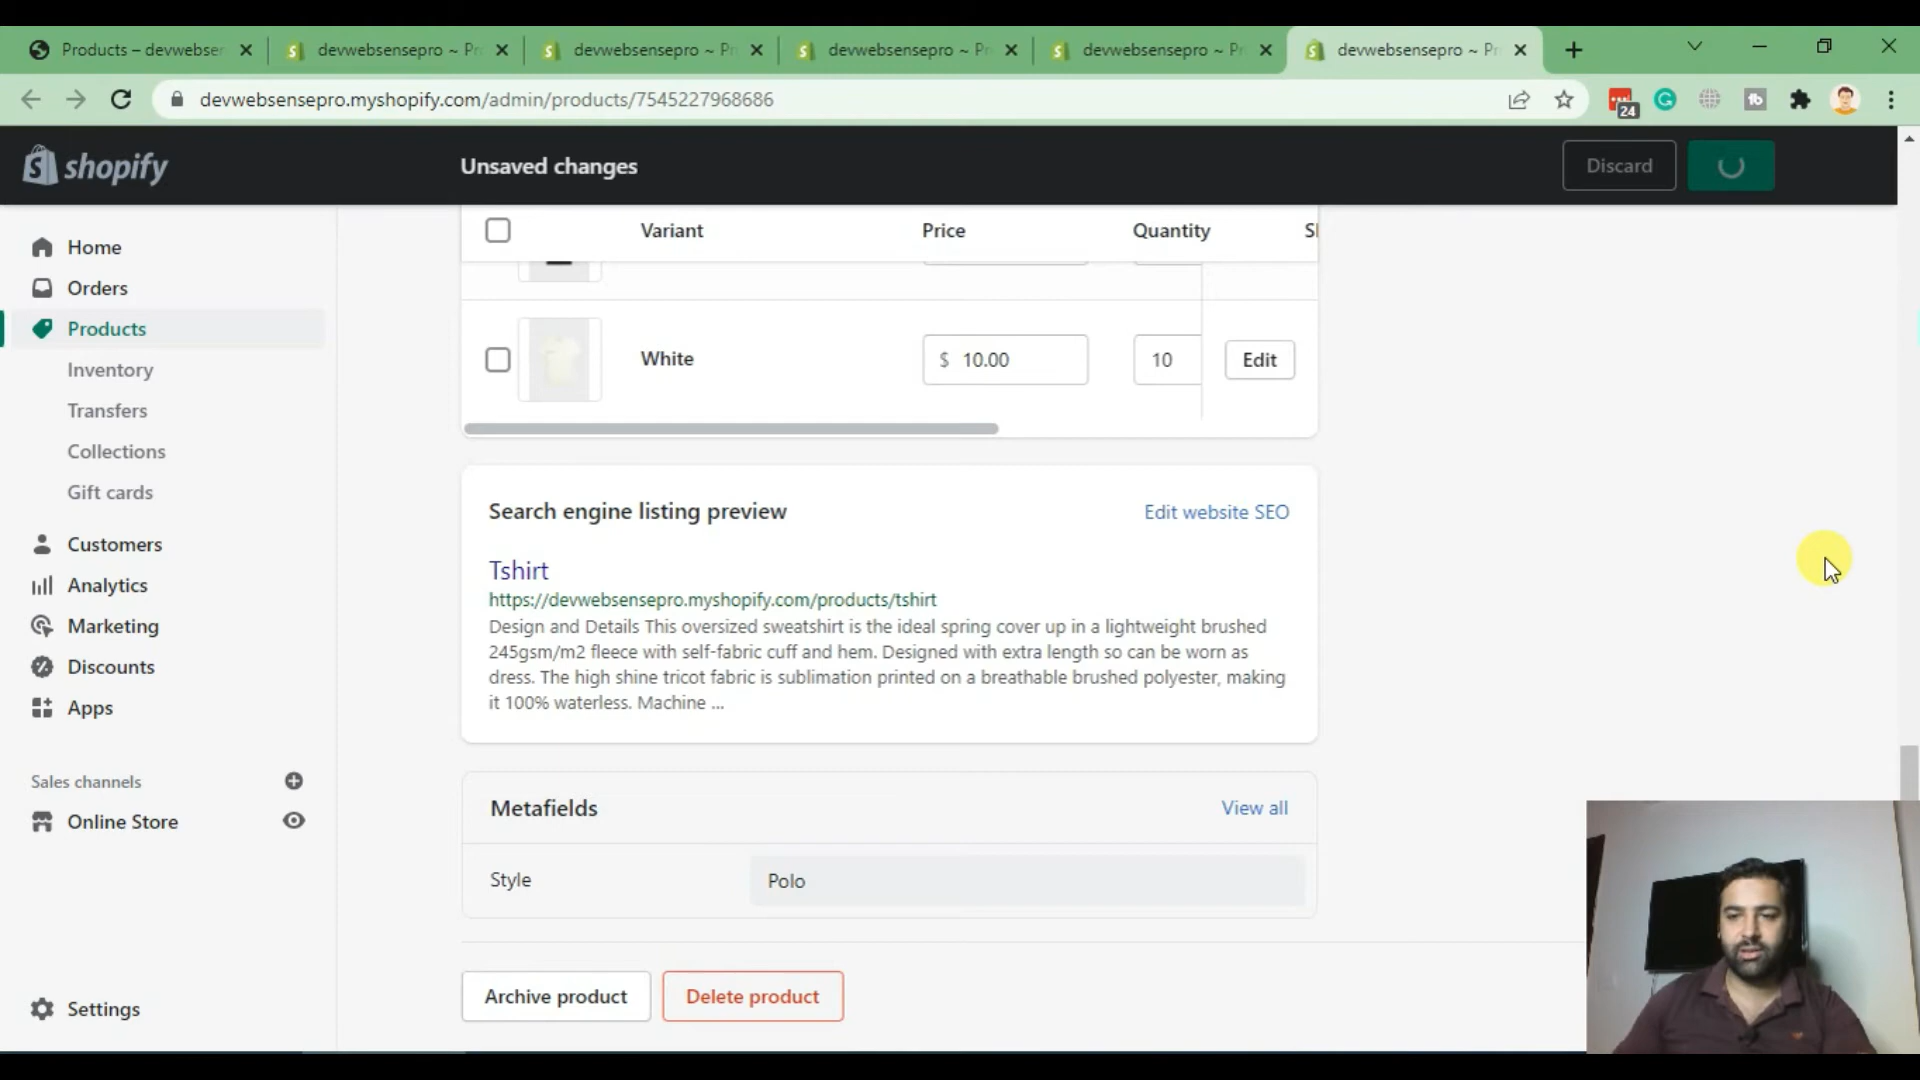 Products – devwebser
devwebsensepro ~ Pr
devwebsensepro ~ Pr
devwebsensepro ~ Pr
devwebsensepro ~ Pr
devwebsensepro ~ Pr
devwebsensepro.myshopify.com/admin/products/7545227968686
24
shopify
Unsaved changes
Discard
Home
Orders
Products
Inventory
Transfers
Collections
Gift cards
Customers
Analytics
Marketing
Discounts
Apps
Sales channels
Online Store
Settings
Variant Price Quantity
White $ 10.00 10 Edit
Search engine listing preview Edit website SEO
Tshirt
https://devwebsensepro.myshopify.com/products/tshirt
Design and Details This oversized sweatshirt is the ideal spring cover up in a lightweight brushed
245gsm/m2 fleece with self-fabric cuff and hem. Designed with extra length so can be worn as
dress. The high shine tricot fabric is sublimation printed on a breathable brushed polyester, making
it 100% waterless. Machine ...
Metafields View all
Style Polo
Archive product Delete product